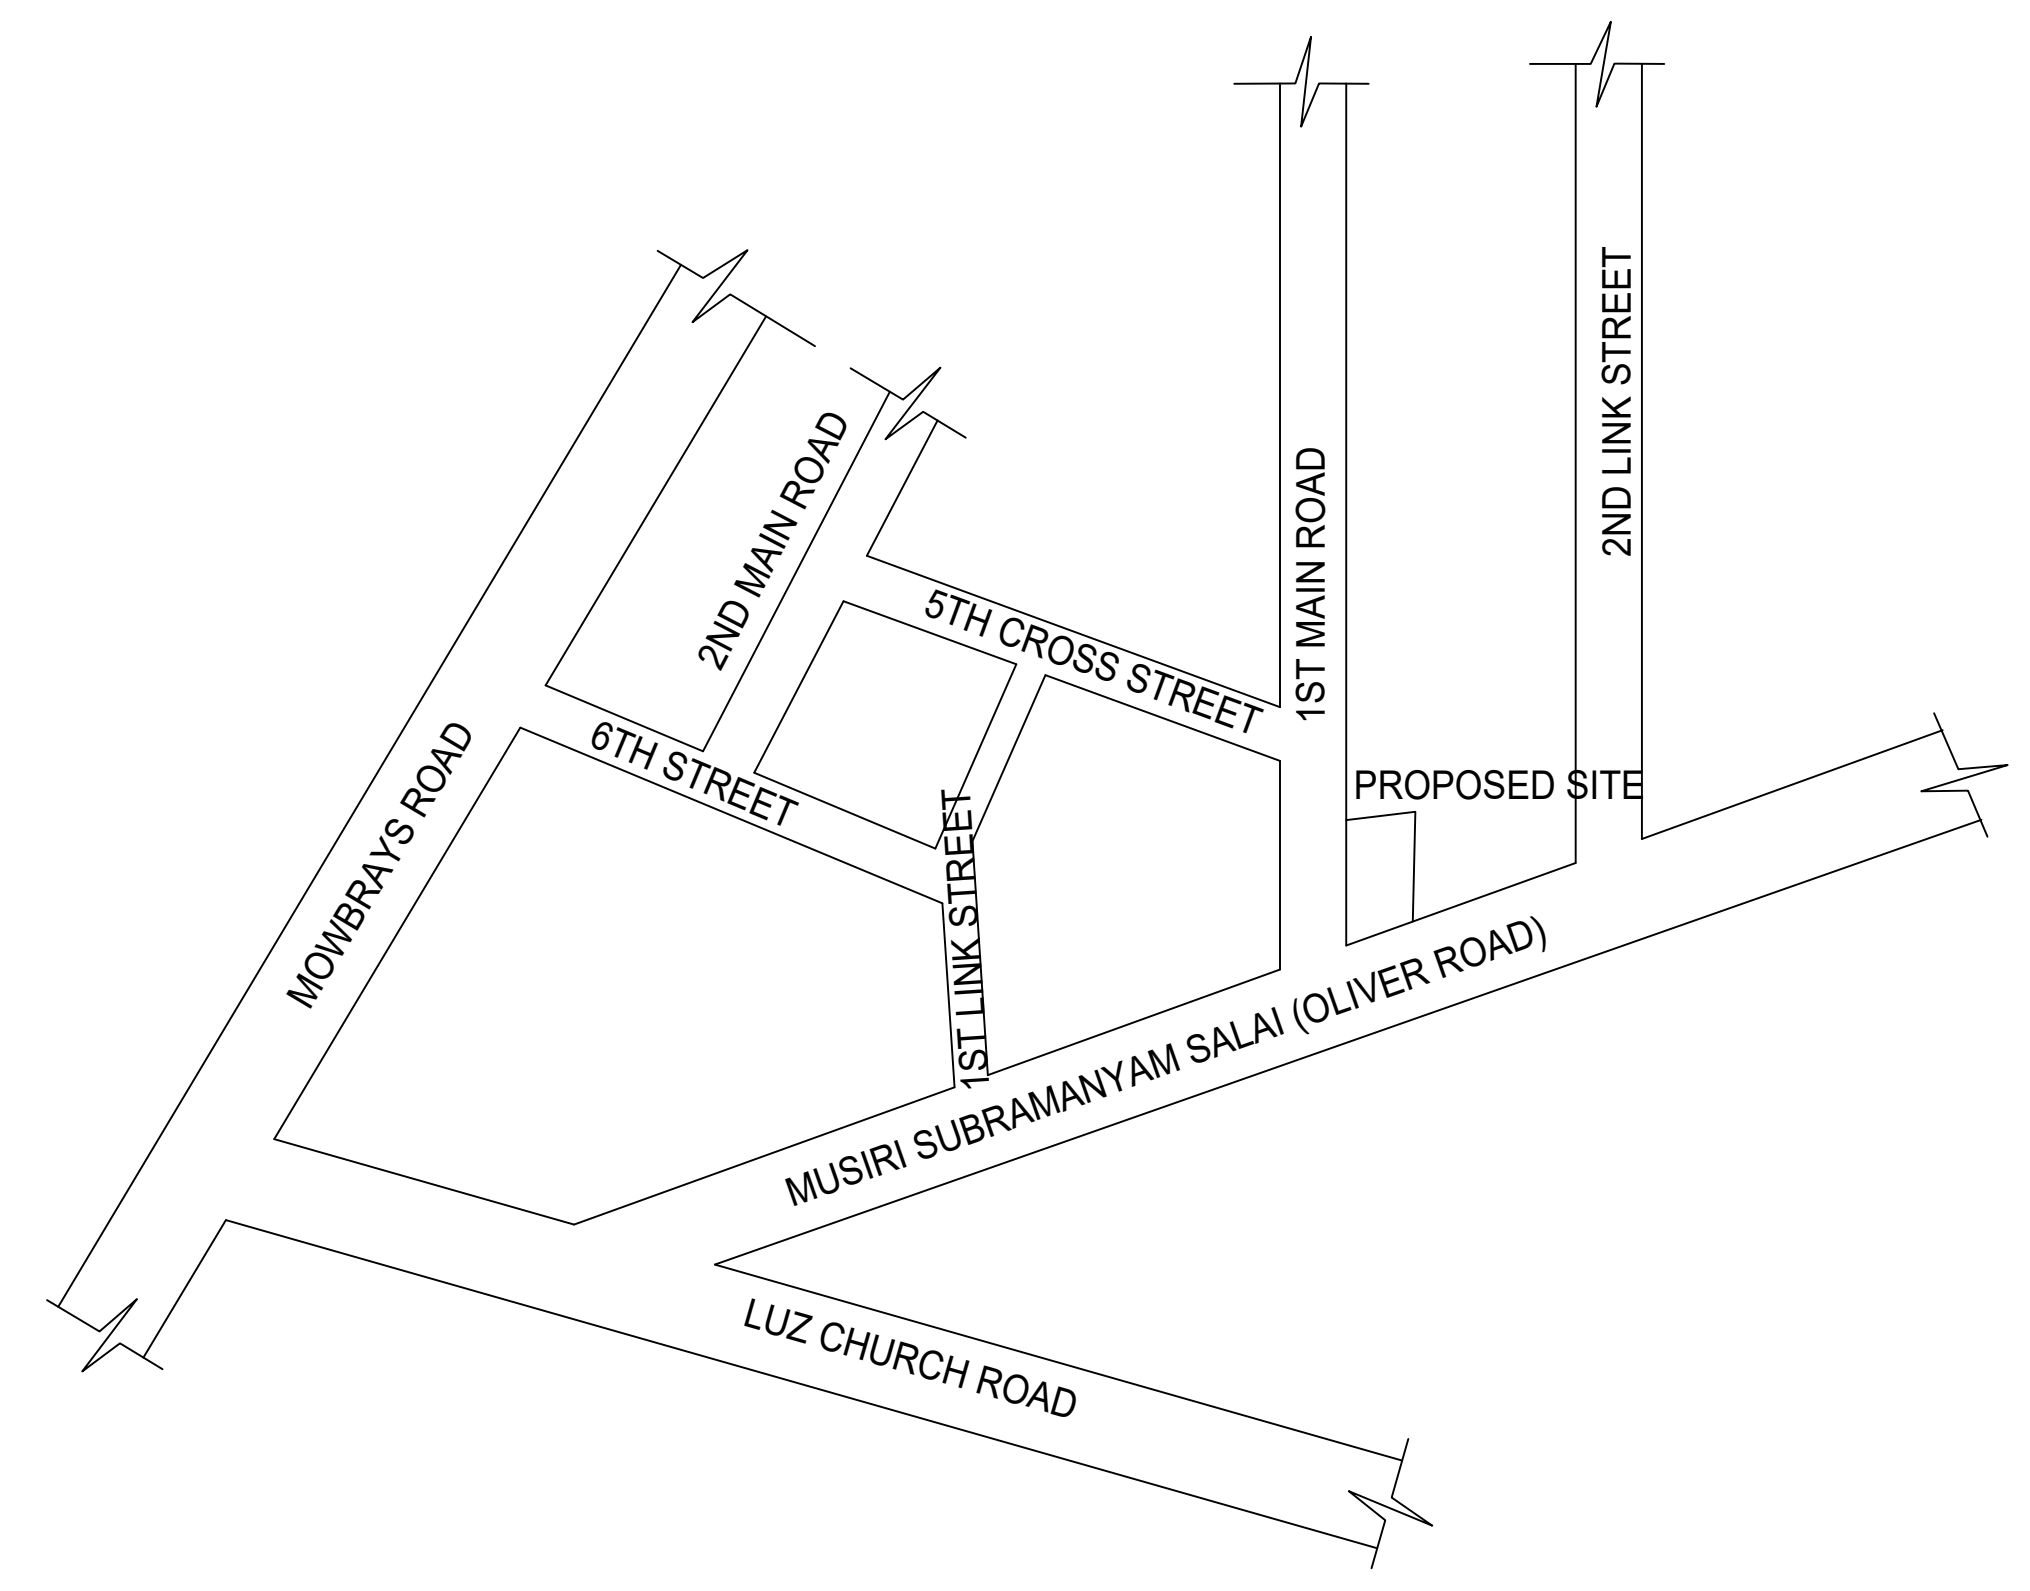 2ND LINK STREET
2ND MAIN ROAD
1ST MAIN ROAD
5TH CROSS STREET
6TH STREET
MOWBRAYS ROAD
PROPOSED SITE
1ST LINK STREET
MUSIRI SUBRAMANYAM SALAI (OLIVER ROAD)
LUZ CHURCH ROAD